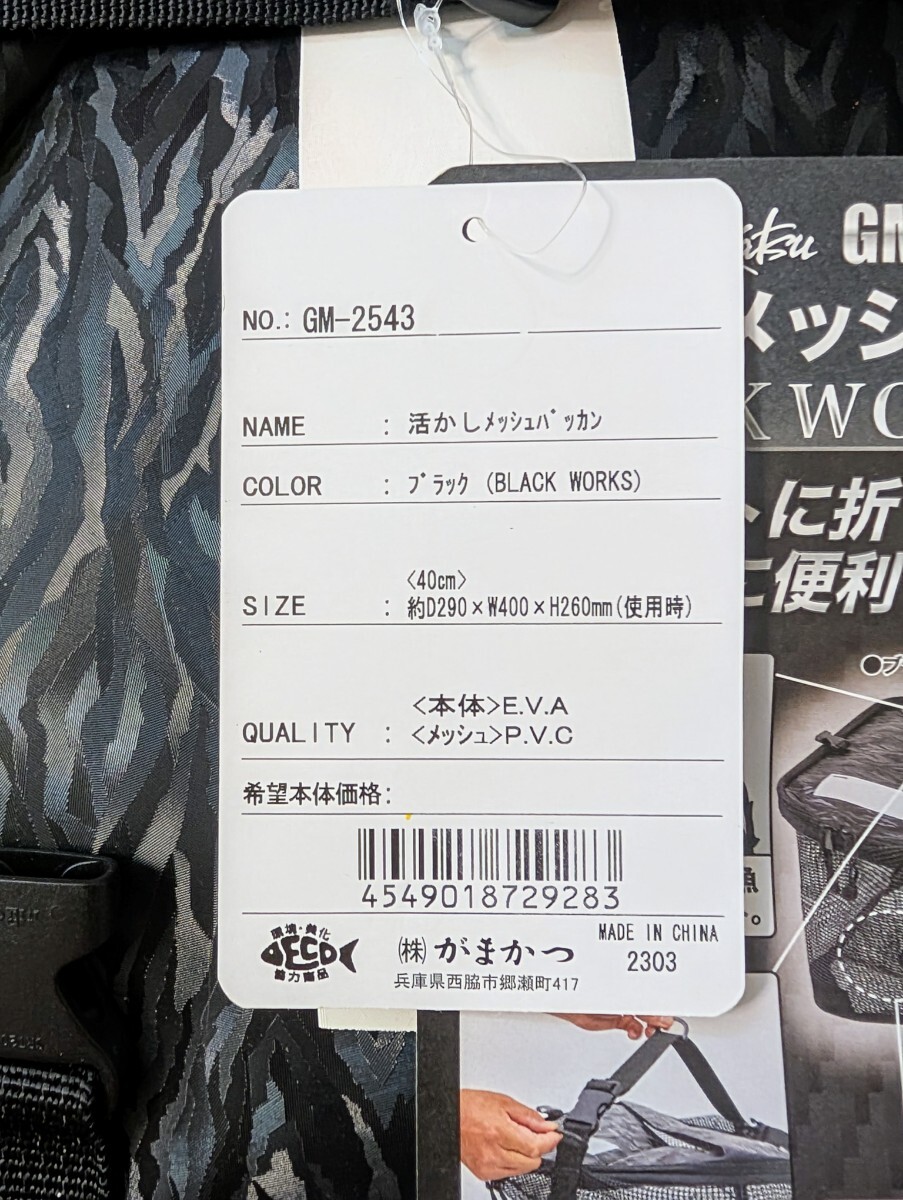 NO.: GM-2543
NAME : 活かしﾒｯｼｭﾊﾞｯｶﾝ
COLOR : ﾌﾞﾗｯｸ (BLACK WORKS)
〈40cm〉
SIZE : 約D290×W400×H260mm(使用時)
〈本体〉E.V.A
QUALITY : 〈メッシュ〉P.V.C
希望本体価格:
4549018729283
環境・美化
ECO
協力商品
㈱ がまかつ
兵庫県西脇市郷瀬町417
MADE IN CHINA
2303
GM
メッシ
K WO
トに折
に便利